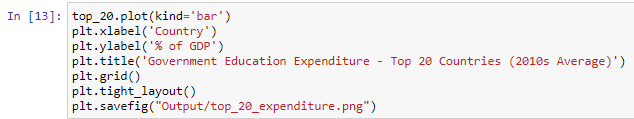 In [13]: top_20.plot(kind='bar')
plt.xlabel('Country')
plt.ylabel('% of GDP')
plt.title('Government Education Expenditure - Top 20 Countries (2010s Average)')
plt.grid()
plt.tight_layout()
plt.savefig("Output/top_20_expenditure.png")